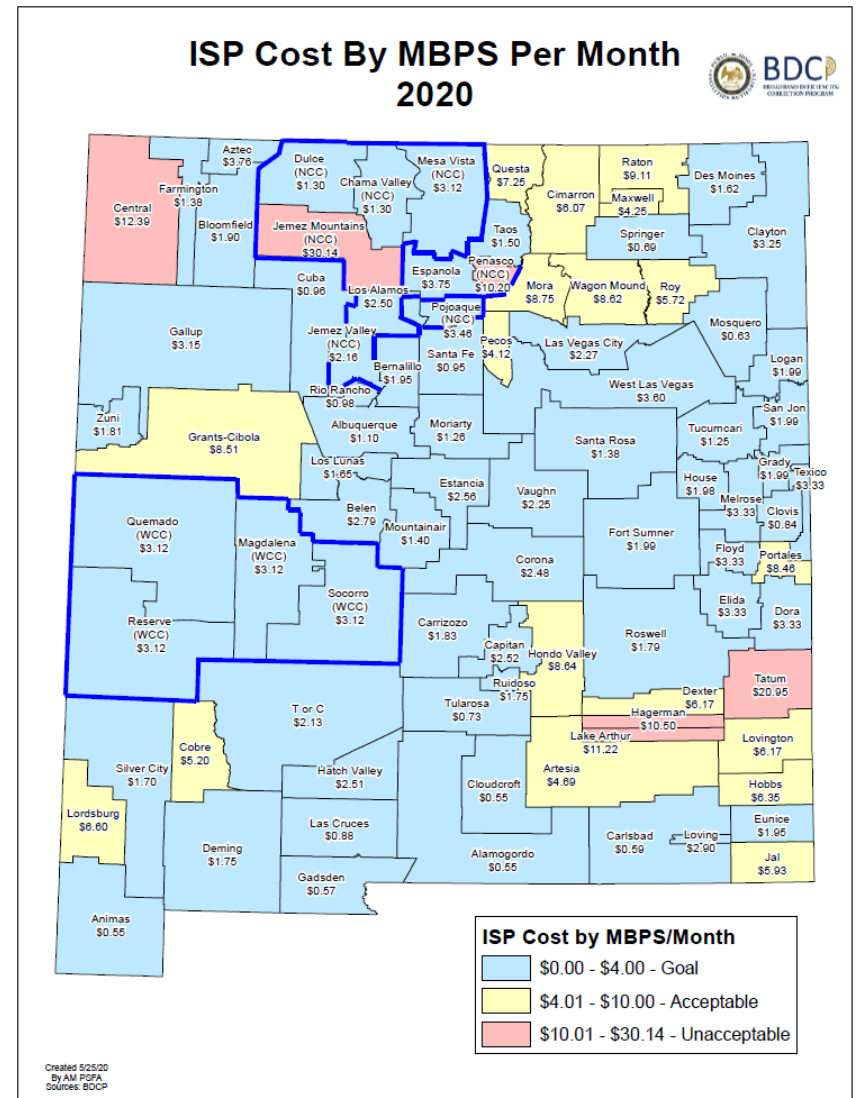 ISP Cost By MBPS Per Month
2020
BDCP
BROADBAND DEFICIENCIES
CORRECTION PROGRAM
Aztec
$3.76
Dulce
(NCC)
$1.30
Mesa Vista
(NCC)
$3.12
Chama Valley
(NCC)
$1.30
Questa
$7.25
Raton
$9.11
Des Moines
$1.62
Farmington
$1.38
Cimarron
$6.07
Maxwell
$4.25
Central
$12.39
Bloomfield
$1.90
Jemez Mountains
(NCC)
$30.14
Taos
$1.50
Springer
$0.69
Clayton
$3.25
Cuba
$0.96
Los Alamos
$2.50
Espanola
$3.75
Penasco
(NCC)
$10.20
Mora
$8.75
Wagon Mound
$8.62
Roy
$5.72
Pojoaque
(NCC)
$3.46
Mosquero
$0.63
Gallup
$3.15
Jemez Valley
(NCC)
$2.16
Pecos
$4.12
Las Vegas City
$2.27
Bernalillo
$1.95
Santa Fe
$0.95
Logan
$1.99
Rio Rancho
$0.98
West Las Vegas
$3.60
Zuni
$1.81
Albuquerque
$1.10
Moriarty
$1.26
San Jon
$1.99
Grants-Cibola
$8.51
Santa Rosa
$1.38
Tucumcari
$1.25
Los Lunas
$1.65
Grady
$1.99
Texico
$3.33
Estancia
$2.56
Vaughn
$2.25
House
$1.98
Melrose
$3.33
Belen
$2.79
Clovis
$0.84
Quemado
(WCC)
$3.12
Magdalena
(WCC)
$3.12
Mountainair
$1.40
Fort Sumner
$1.99
Floyd
$3.33
Portales
$8.46
Corona
$2.48
Socorro
(WCC)
$3.12
Elida
$3.33
Dora
$3.33
Reserve
(WCC)
$3.12
Carrizozo
$1.83
Roswell
$1.79
Capitan
$2.52
Hondo Valley
$8.64
Ruidoso
$1.75
Tatum
$20.95
Dexter
$6.17
T or C
$2.13
Tularosa
$0.73
Hagerman
$10.50
Lake Arthur
$11.22
Lovington
$6.17
Cobre
$5.20
Artesia
$4.69
Silver City
$1.70
Hatch Valley
$2.51
Cloudcroft
$0.55
Hobbs
$6.35
Lordsburg
$6.60
Las Cruces
$0.88
Carlsbad
$0.59
Loving
$2.90
Eunice
$1.95
Deming
$1.75
Alamogordo
$0.55
Jal
$5.93
Gadsden
$0.57
Animas
$0.55
ISP Cost by MBPS/Month
$0.00 - $4.00 - Goal
$4.01 - $10.00 - Acceptable
$10.01 - $30.14 - Unacceptable
Created 5/25/20
By AM PSFA
Sources: BDCP